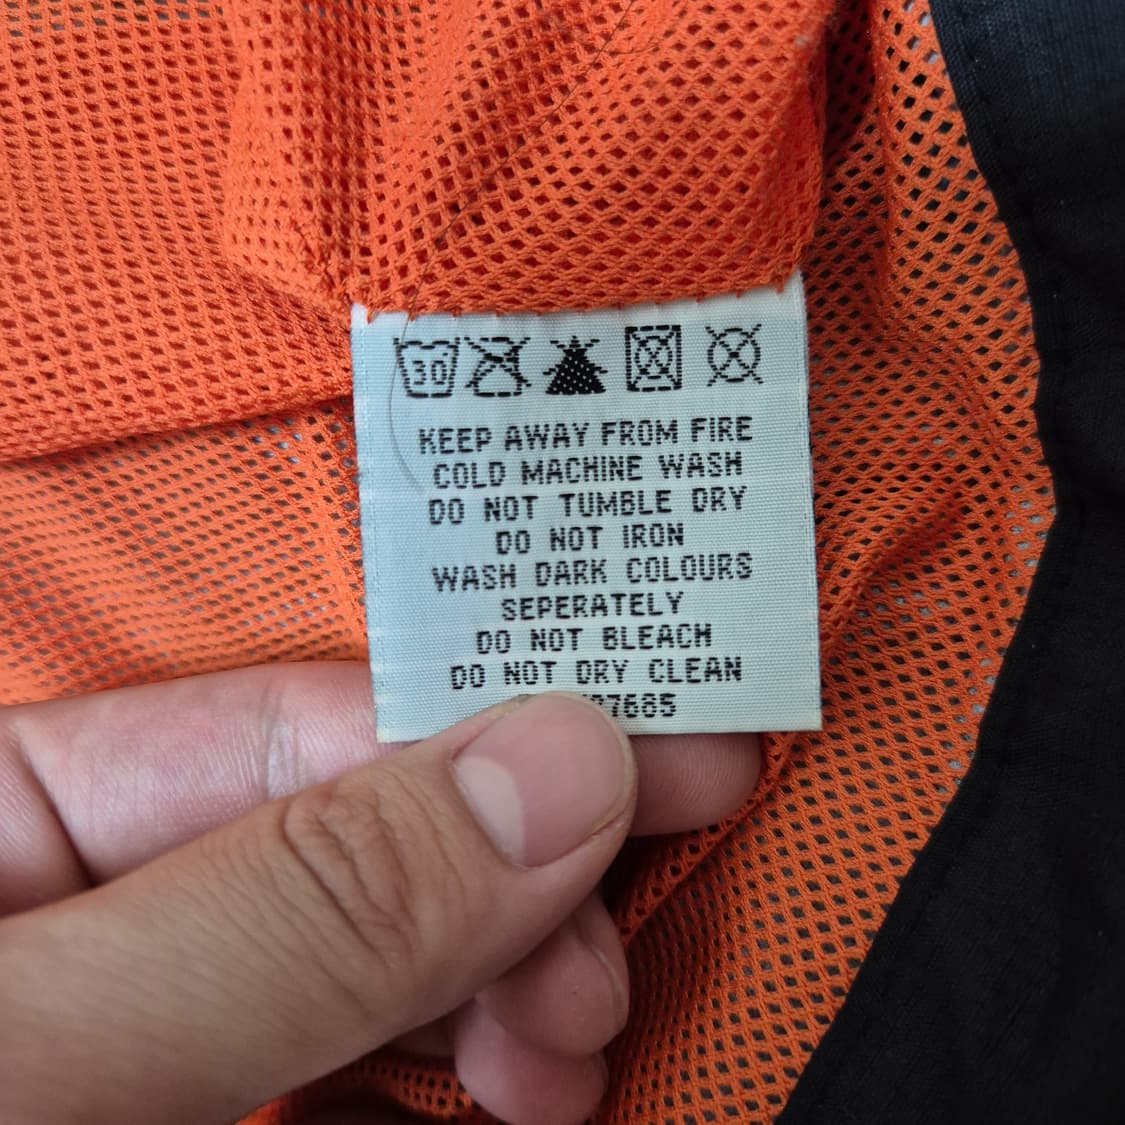 30
KEEP AWAY FROM FIRE
COLD MACHINE WASH
DO NOT TUMBLE DRY
DO NOT IRON
WASH DARK COLOURS
SEPERATELY
DO NOT BLEACH
DO NOT DRY CLEAN